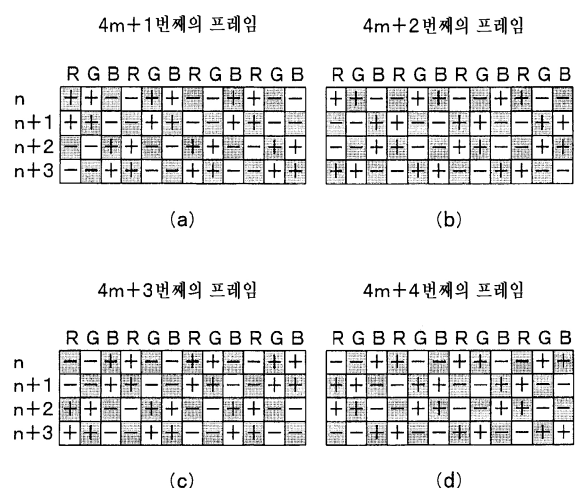 4m+1번째의 프레임
R G B R G B R G B R G B
n + + − − + + − − + + − −
n+1 + + − − + + − − + + − −
n+2 − − + + − − + + − − + +
n+3 − − + + − − + + − − + +
(a)
4m+2번째의 프레임
R G B R G B R G B R G B
+ + − − + + − − + + − −
− − + + − − + + − − + +
− − + + − − + + − − + +
+ + − − + + − − + + − −
(b)
4m+3번째의 프레임
R G B R G B R G B R G B
n − − + + − − + + − − + +
n+1 − − + + − − + + − − + +
n+2 + + − − + + − − + + − −
n+3 + + − − + + − − + + − −
(c)
4m+4번째의 프레임
R G B R G B R G B R G B
− − + + − − + + − − + +
+ + − − + + − − + + − −
+ + − − + + − − + + − −
− − + + − − + + − − + +
(d)